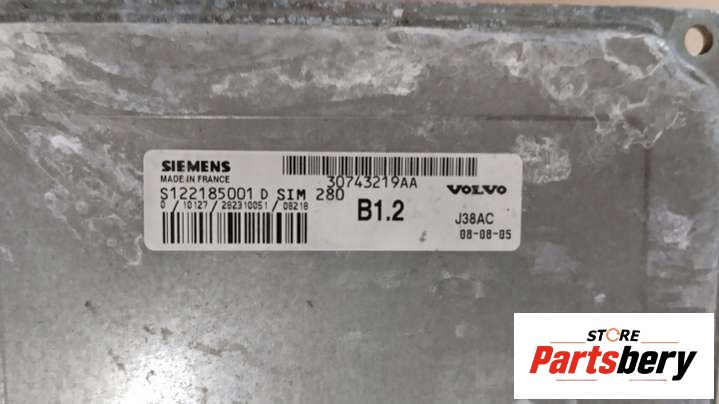 SIEMENS
MADE IN FRANCE
30743219AA
S122185001 D SIM 280
VOLVO
0 / 10127 / 282310051 / 08218
B1.2
J38AC
08-08-05
STORE
Partsbery